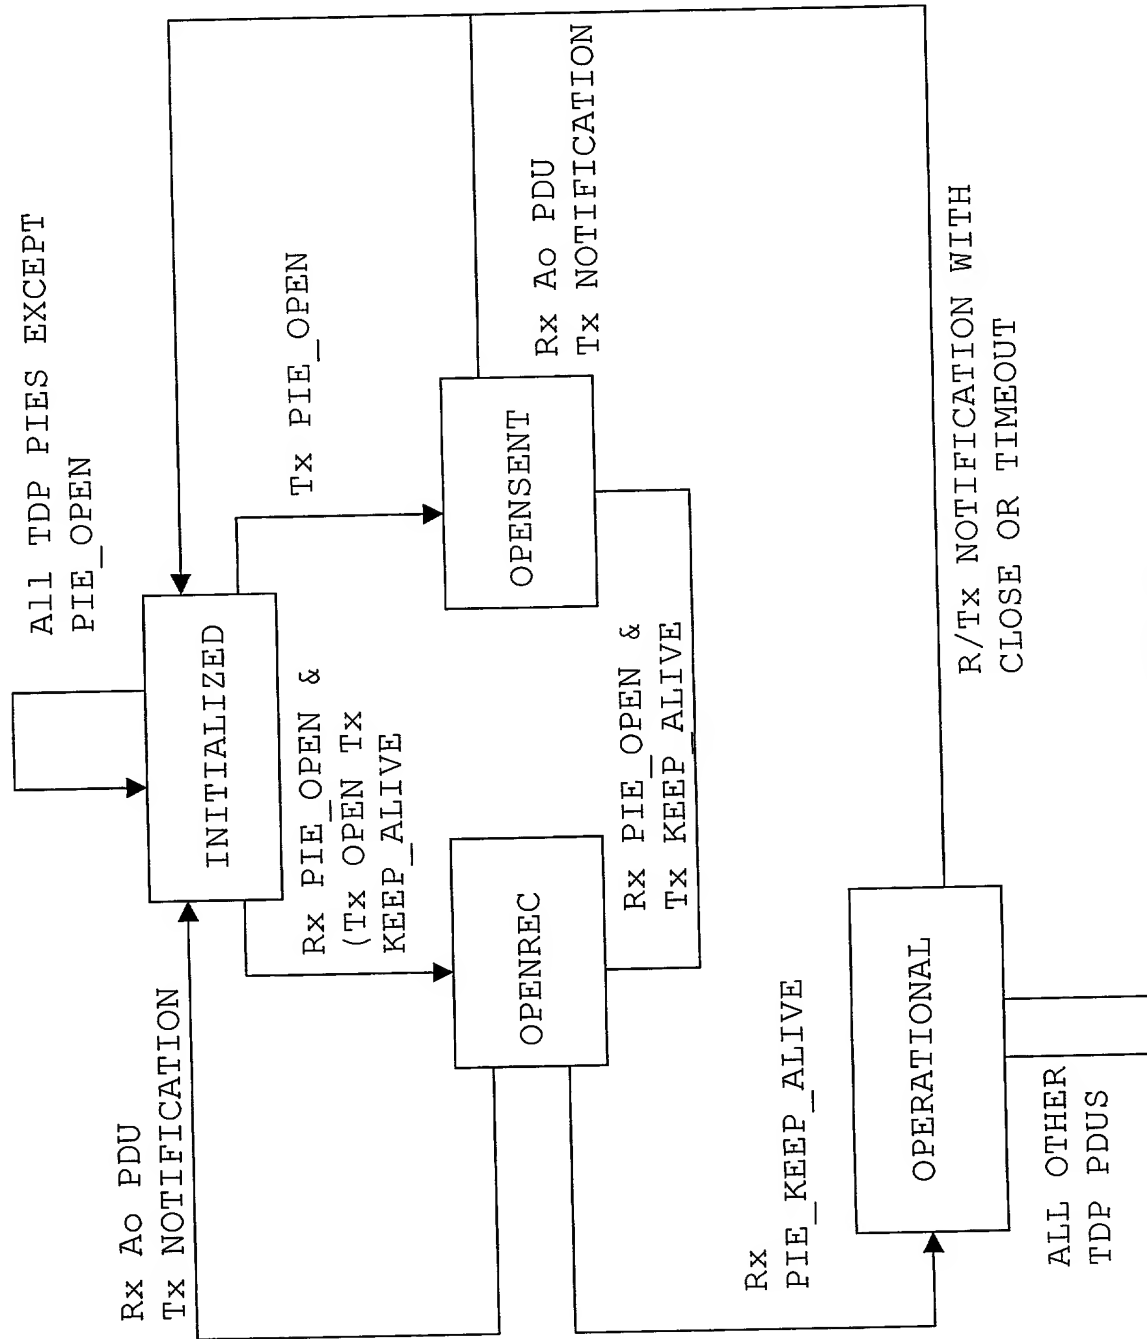 All TDP PIES EXCEPT
PIE_OPEN
INITIALIZED
Rx Ao PDU
Tx NOTIFICATION
Rx PIE_OPEN &
(Tx OPEN Tx
KEEP_ALIVE
Tx PIE_OPEN
OPENREC
OPENSENT
Rx Ao PDU
Tx NOTIFICATION
Rx PIE_OPEN &
Tx KEEP_ALIVE
Rx
PIE_KEEP_ALIVE
OPERATIONAL
R/Tx NOTIFICATION WITH
CLOSE OR TIMEOUT
ALL OTHER
TDP PDUS